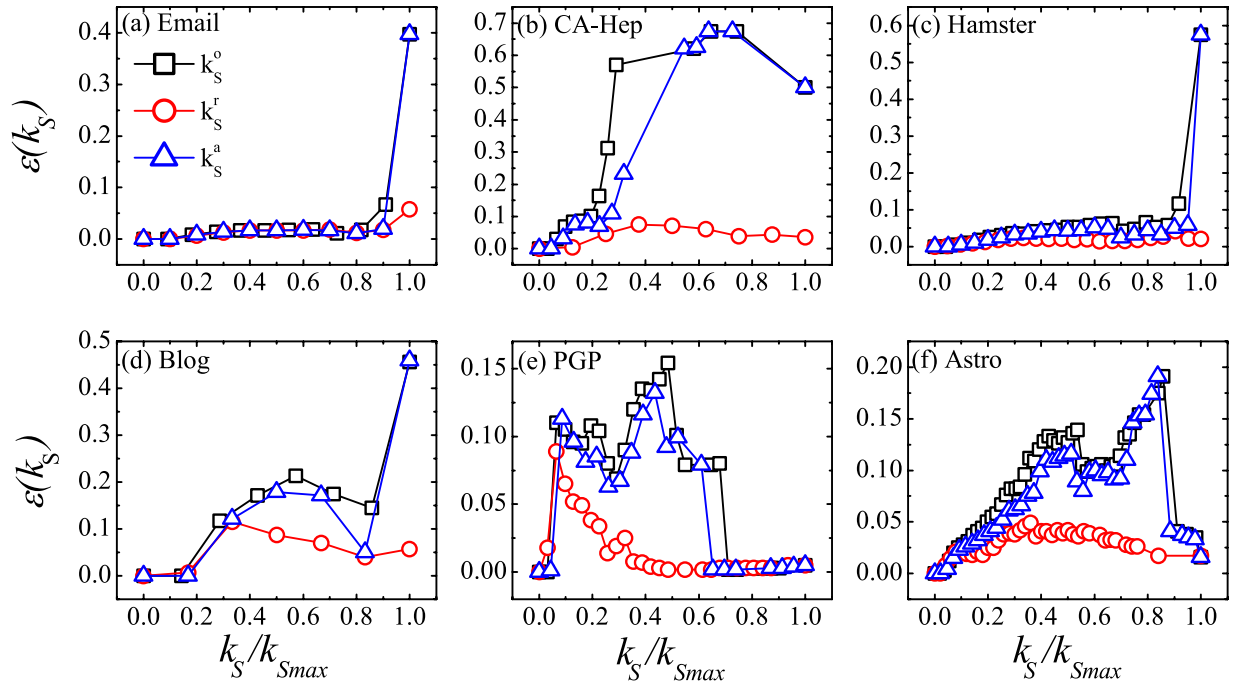 (a) Email
(b) CA-Hep
(c) Hamster
k_S^o
k_S^r
k_S^a
ε(k_S)
0.4
0.3
0.2
0.1
0.0
0.0 0.2 0.4 0.6 0.8 1.0
0.7
0.6
0.5
0.4
0.3
0.2
0.1
0.0
0.0 0.2 0.4 0.6 0.8 1.0
0.6
0.5
0.4
0.3
0.2
0.1
0.0
0.0 0.2 0.4 0.6 0.8 1.0
(d) Blog
(e) PGP
(f) Astro
ε(k_S)
0.5
0.4
0.3
0.2
0.1
0.0
0.0 0.2 0.4 0.6 0.8 1.0
0.15
0.10
0.05
0.00
0.0 0.2 0.4 0.6 0.8 1.0
0.20
0.15
0.10
0.05
0.00
0.0 0.2 0.4 0.6 0.8 1.0
k_S/k_Smax
k_S/k_Smax
k_S/k_Smax